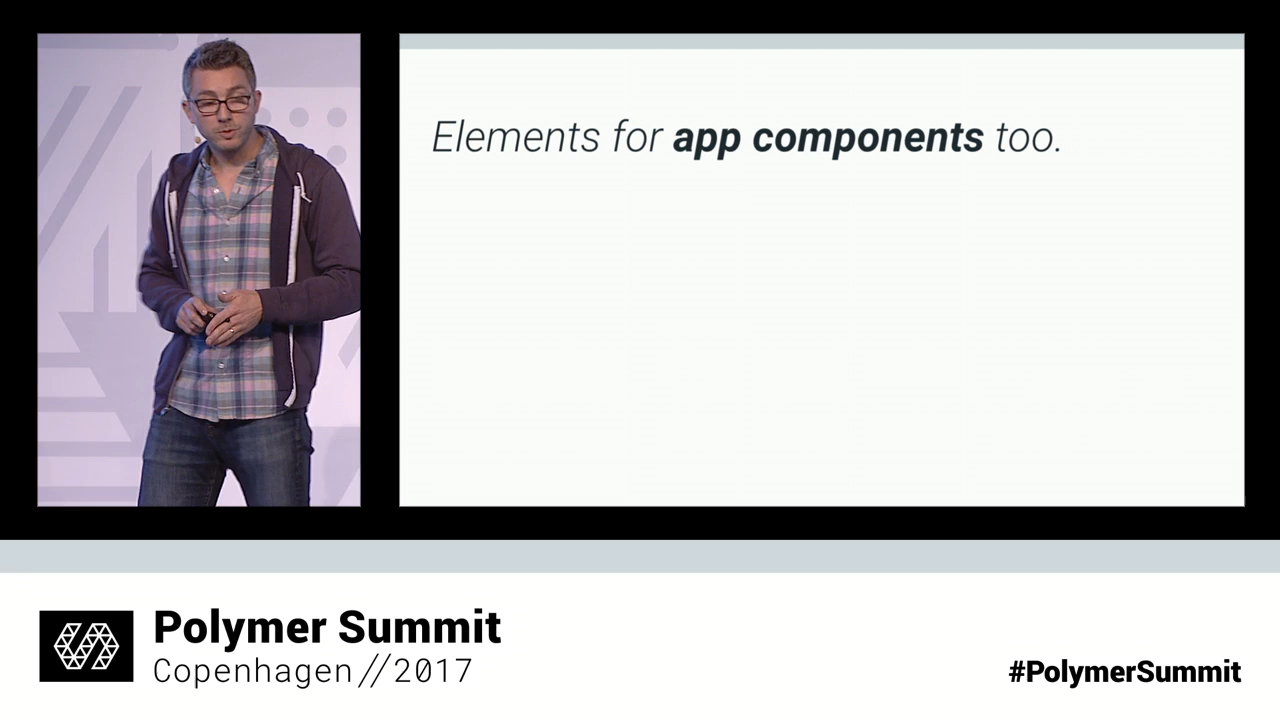 Elements for app components too.
Polymer Summit
Copenhagen//2017
#PolymerSummit